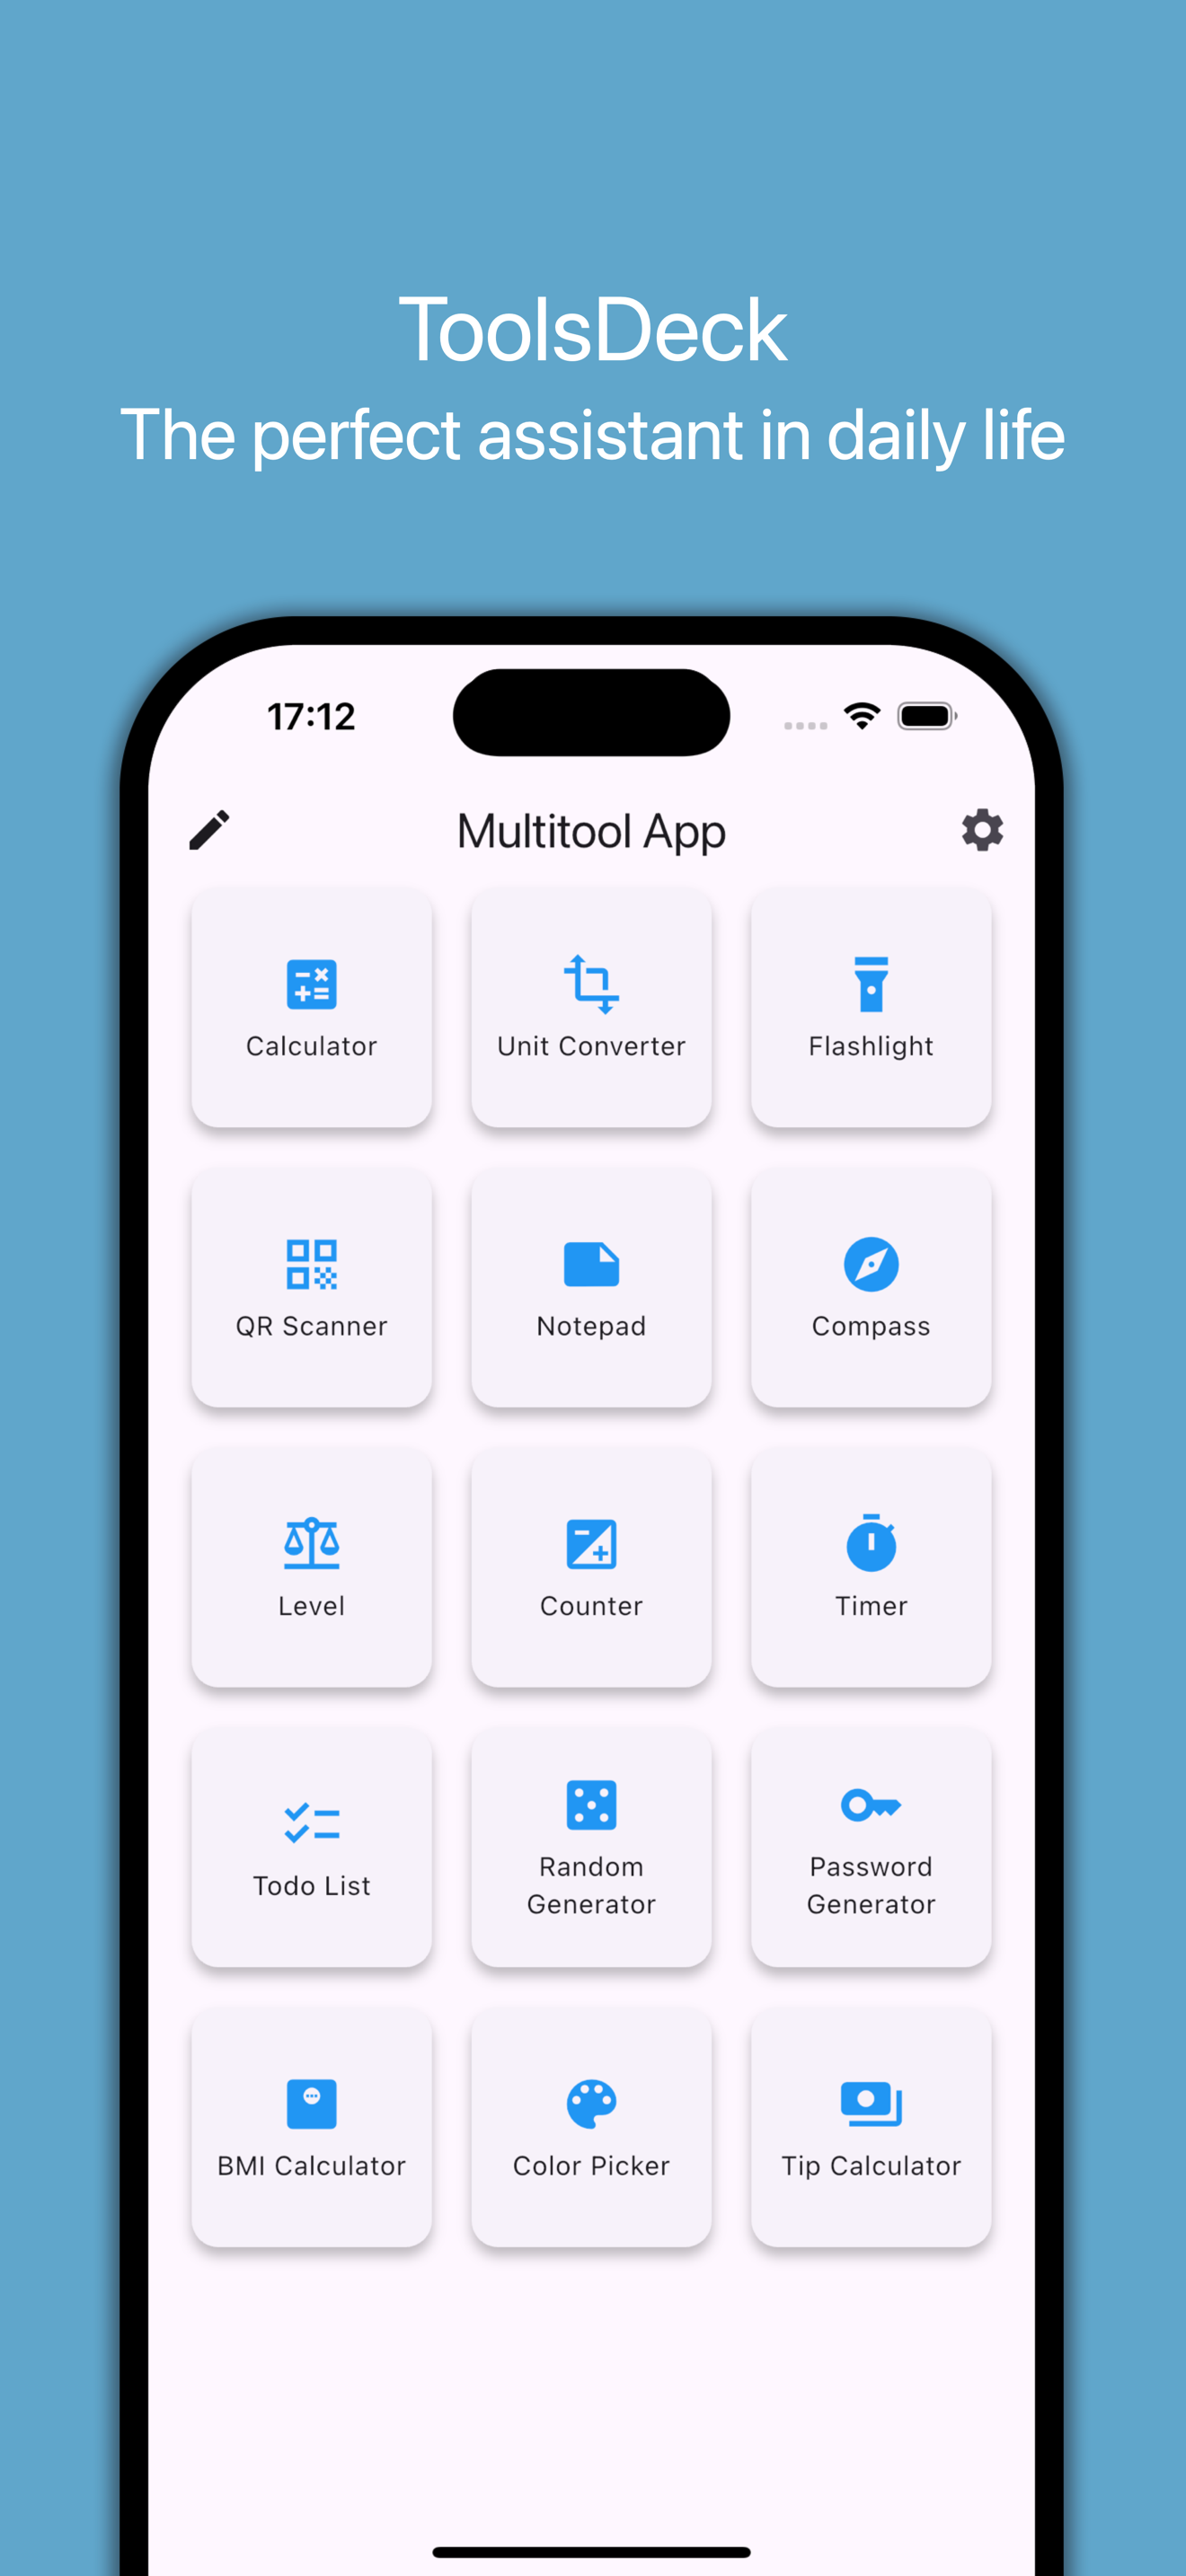 ToolsDeck
The perfect assistant in daily life
17:12
Multitool App
Calculator
Unit Converter
Flashlight
QR Scanner
Notepad
Compass
Level
Counter
Timer
Todo List
Random
Generator
Password
Generator
BMI Calculator
Color Picker
Tip Calculator